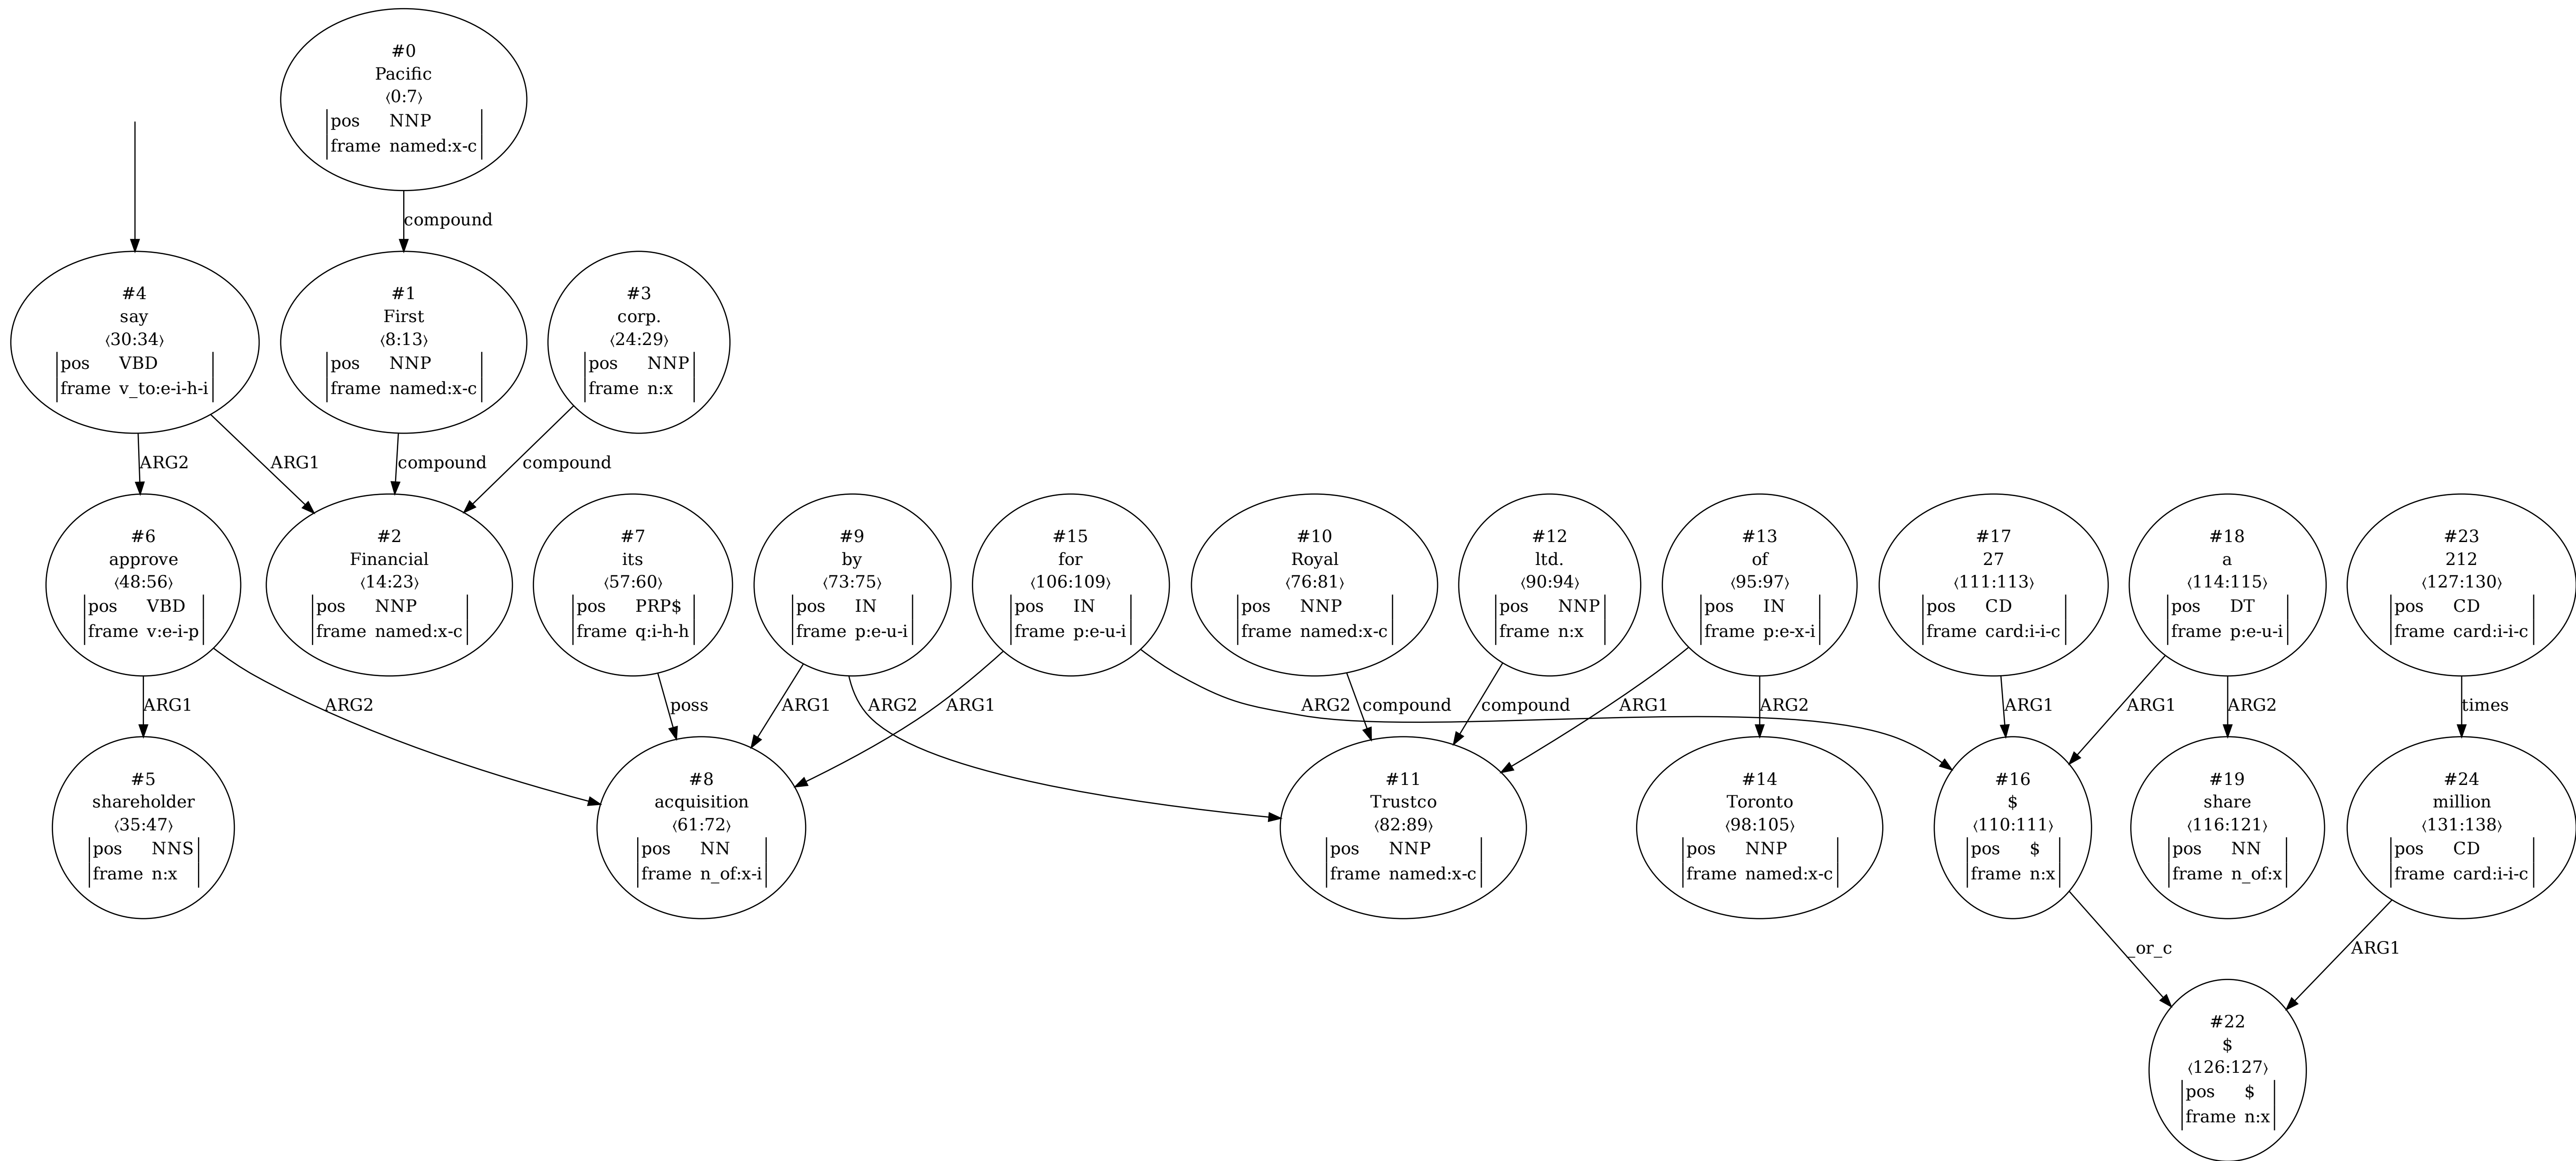 #0
Pacific
⟨0:7⟩
pos NNP
frame named:x-c
compound
#4
say
⟨30:34⟩
pos VBD
frame v_to:e-i-h-i
#1
First
⟨8:13⟩
pos NNP
frame named:x-c
#3
corp.
⟨24:29⟩
pos NNP
frame n:x
ARG2
ARG1
compound
compound
#6
approve
⟨48:56⟩
pos VBD
frame v:e-i-p
#2
Financial
⟨14:23⟩
pos NNP
frame named:x-c
#7
its
⟨57:60⟩
pos PRP$
frame q:i-h-h
#9
by
⟨73:75⟩
pos IN
frame p:e-u-i
#15
for
⟨106:109⟩
pos IN
frame p:e-u-i
#10
Royal
⟨76:81⟩
pos NNP
frame named:x-c
#12
ltd.
⟨90:94⟩
pos NNP
frame n:x
#13
of
⟨95:97⟩
pos IN
frame p:e-x-i
#17
27
⟨111:113⟩
pos CD
frame card:i-i-c
#18
a
⟨114:115⟩
pos DT
frame p:e-u-i
#23
212
⟨127:130⟩
pos CD
frame card:i-i-c
ARG1
ARG2
poss
ARG1
ARG2
ARG1
ARG2
compound
compound
ARG1
ARG2
ARG1
ARG1
ARG2
times
#5
shareholder
⟨35:47⟩
pos NNS
frame n:x
#8
acquisition
⟨61:72⟩
pos NN
frame n_of:x-i
#11
Trustco
⟨82:89⟩
pos NNP
frame named:x-c
#14
Toronto
⟨98:105⟩
pos NNP
frame named:x-c
#16
$
⟨110:111⟩
pos $
frame n:x
#19
share
⟨116:121⟩
pos NN
frame n_of:x
#24
million
⟨131:138⟩
pos CD
frame card:i-i-c
_or_c
ARG1
#22
$
⟨126:127⟩
pos $
frame n:x